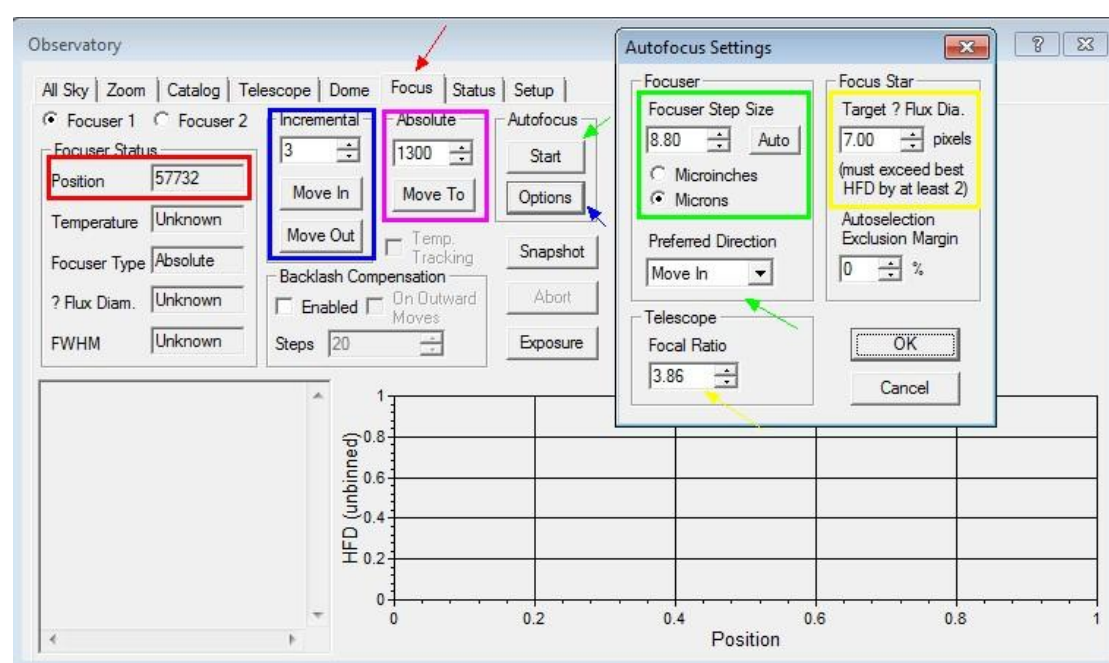 Observatory
All Sky Zoom Catalog Telescope Dome Focus Status Setup
Focuser 1 Focuser 2
Focuser Status
Position 57732
Temperature Unknown
Focuser Type Absolute
? Flux Diam. Unknown
FWHM Unknown
Incremental
3
Move In
Move Out
Absolute
1300
Move To
Temp.
Tracking
Backlash Compensation
Enabled On Outward
Moves
Steps 20
Autofocus
Start
Options
Snapshot
Abort
Exposure
Autofocus Settings
Focuser
Focuser Step Size
8.80 Auto
Microinches
Microns
Preferred Direction
Move In
Telescope
Focal Ratio
3.86
Focus Star
Target ? Flux Dia.
7.00 pixels
(must exceed best
HFD by at least 2)
Autoselection
Exclusion Margin
0 %
OK
Cancel
HFD (unbinned)
1
0.8
0.6
0.4
0.2
0
0 0.2 0.4 0.6 0.8 1
Position